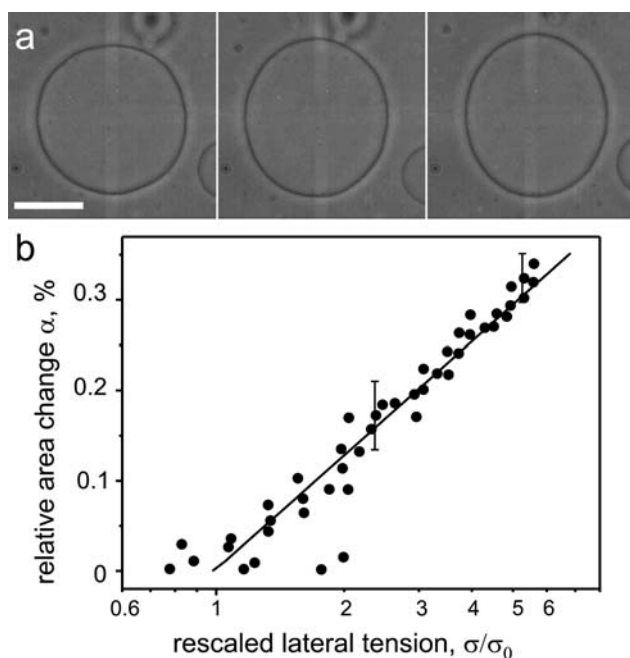 a
b
0.3
0.2
0.1
0
0.6 1 2 3 4 5 6
relative area change α, %
rescaled lateral tension, σ/σ₀